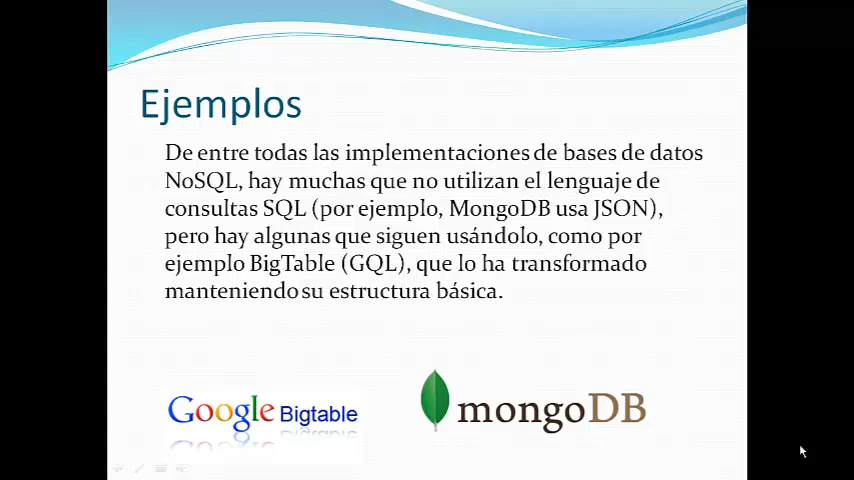 Ejemplos
De entre todas las implementaciones de bases de datos
NoSQL, hay muchas que no utilizan el lenguaje de
consultas SQL (por ejemplo, MongoDB usa JSON),
pero hay algunas que siguen usándolo, como por
ejemplo BigTable (GQL), que lo ha transformado
manteniendo su estructura básica.
Google Bigtable
mongoDB